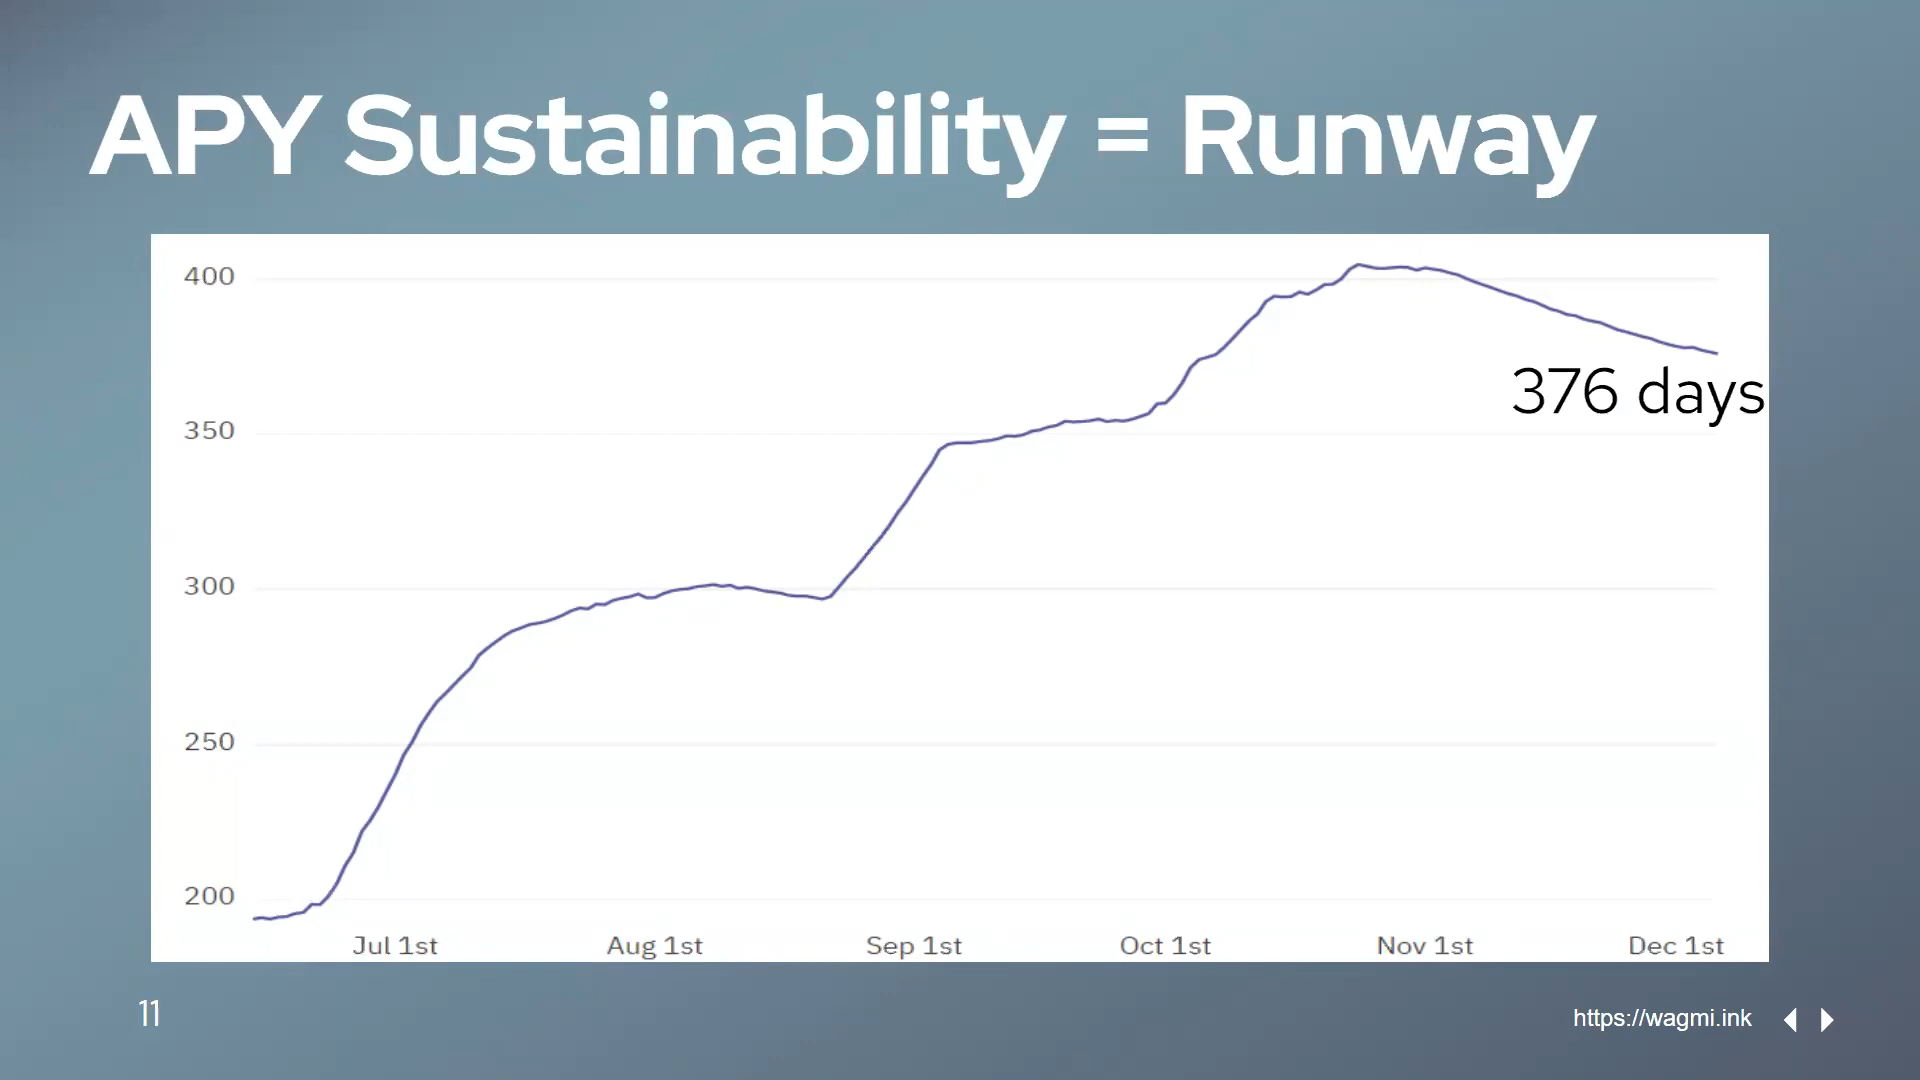 APY Sustainability = Runway
400
350
300
250
200
376 days
Jul 1st
Aug 1st
Sep 1st
Oct 1st
Nov 1st
Dec 1st
11
https://wagmi.ink